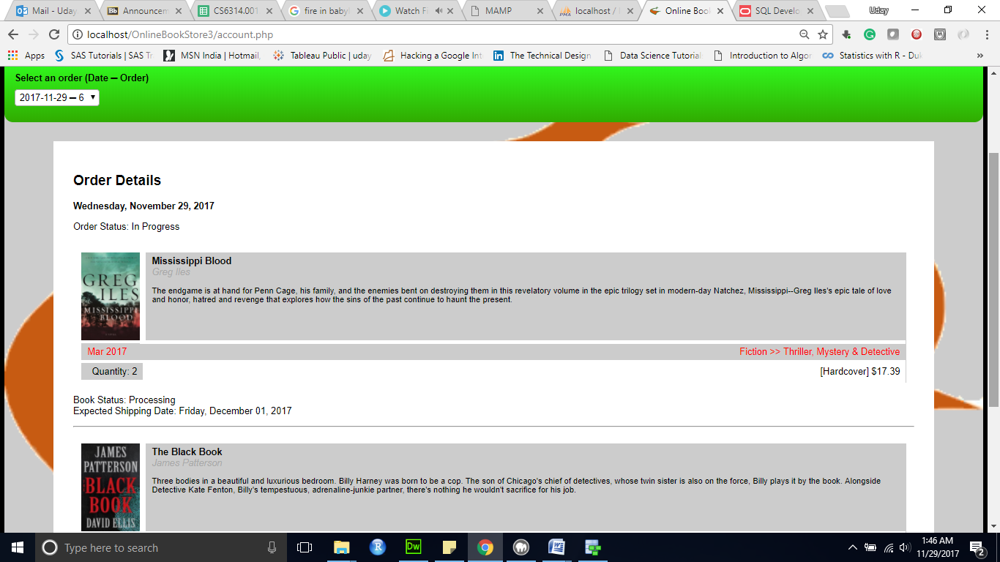 Mail - Uday
Announcem
CS6314.001
fire in babyl
Watch Fi
MAMP
localhost /
Online Boo
SQL Develo
Uday
localhost/OnlineBookStore3/account.php
Apps
SAS Tutorials | SAS Tr
MSN India | Hotmail,
Tableau Public | uday
Hacking a Google Int
The Technical Design
Data Science Tutorial
Introduction to Algor
Statistics with R - Duk
»
Select an order (Date — Order)
2017-11-29 — 6
Order Details
Wednesday, November 29, 2017
Order Status: In Progress
GREG
ILES
MISSISSIPPI
BLOOD
Mississippi Blood
Greg Iles
The endgame is at hand for Penn Cage, his family, and the enemies bent on destroying them in this revelatory volume in the epic trilogy set in modern-day Natchez, Mississippi--Greg Iles's epic tale of love
and honor, hatred and revenge that explores how the sins of the past continue to haunt the present.
Mar 2017
Fiction >> Thriller, Mystery & Detective
Quantity: 2
[Hardcover] $17.39
Book Status: Processing
Expected Shipping Date: Friday, December 01, 2017
JAMES
PATTERSON
BLACK
BOOK
DAVID ELLIS
The Black Book
James Patterson
Three bodies in a beautiful and luxurious bedroom. Billy Harney was born to be a cop. The son of Chicago's chief of detectives, whose twin sister is also on the force, Billy plays it by the book. Alongside
Detective Kate Fenton, Billy's tempestuous, adrenaline-junkie partner, there's nothing he wouldn't sacrifice for his job.
Type here to search
1:46 AM
11/29/2017
2